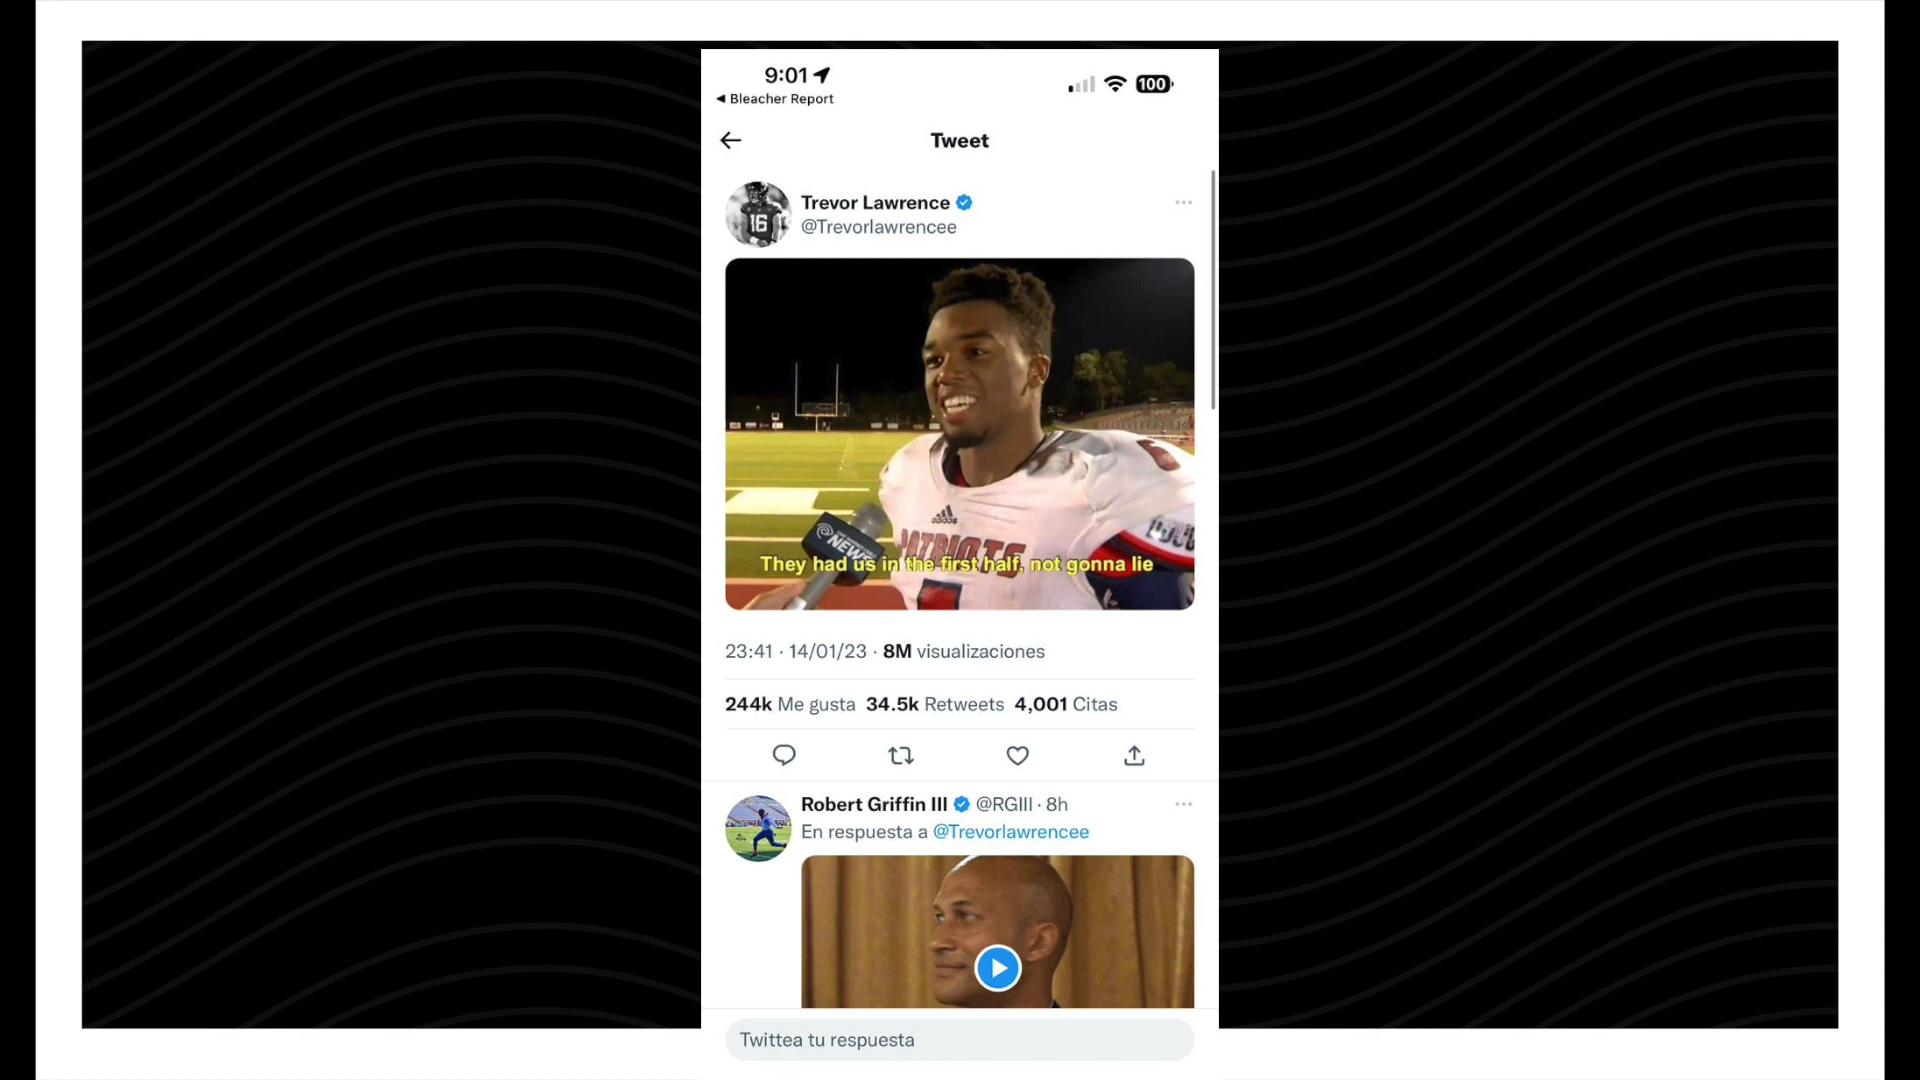 9:01
100
◀ Bleacher Report
Tweet
Trevor Lawrence
@Trevorlawrencee
16
adidas
NEWS
PATRIOTS
They had us in the first half, not gonna lie
23:41 · 14/01/23 · 8M visualizaciones
244k Me gusta 34.5k Retweets 4,001 Citas
Robert Griffin III @RGIII · 8h
En respuesta a @Trevorlawrencee
Twittea tu respuesta